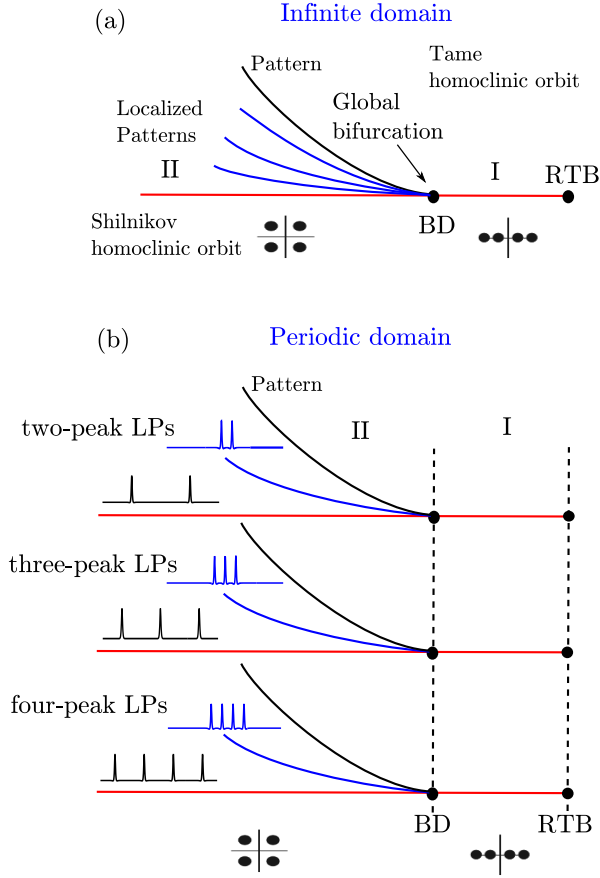 (a)
Infinite domain
Pattern
Tame
homoclinic orbit
Localized
Patterns
Global
bifurcation
II
I
RTB
BD
Shilnikov
homoclinic orbit
(b)
Periodic domain
Pattern
two-peak LPs
II
I
three-peak LPs
four-peak LPs
BD
RTB